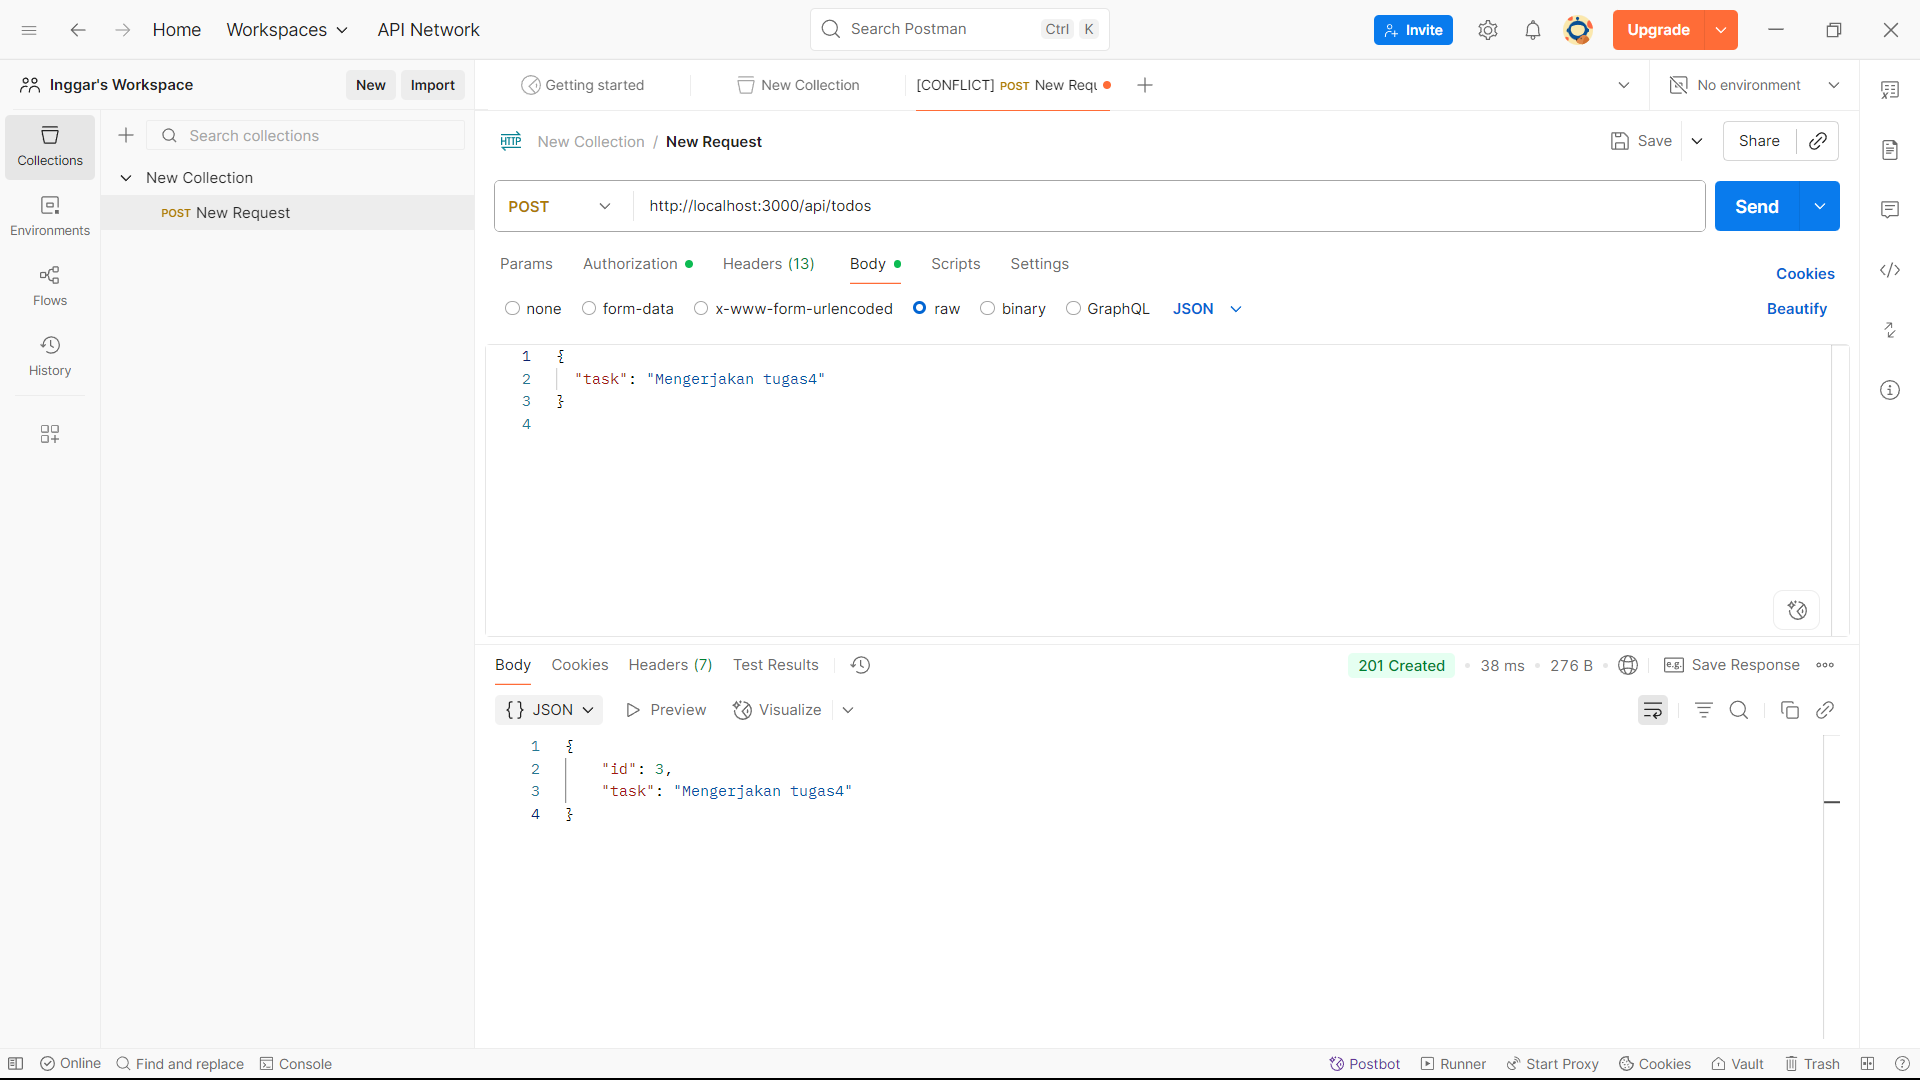 Home Workspaces API Network Search Postman Ctrl K Invite Upgrade
Inggar's Workspace New Import Getting started New Collection [CONFLICT] POST New Requ No environment
Search collections
Collections
Environments
Flows
History
New Collection
POST New Request
HTTP New Collection / New Request Save Share
POST http://localhost:3000/api/todos Send
Params Authorization Headers (13) Body Scripts Settings Cookies
none form-data x-www-form-urlencoded raw binary GraphQL JSON Beautify
1 {
2 "task": "Mengerjakan tugas4"
3 }
4
Body Cookies Headers (7) Test Results 201 Created 38 ms 276 B e.g. Save Response
{} JSON Preview Visualize
1 {
2 "id": 3,
3 "task": "Mengerjakan tugas4"
4 }
Online Find and replace Console Postbot Runner Start Proxy Cookies Vault Trash